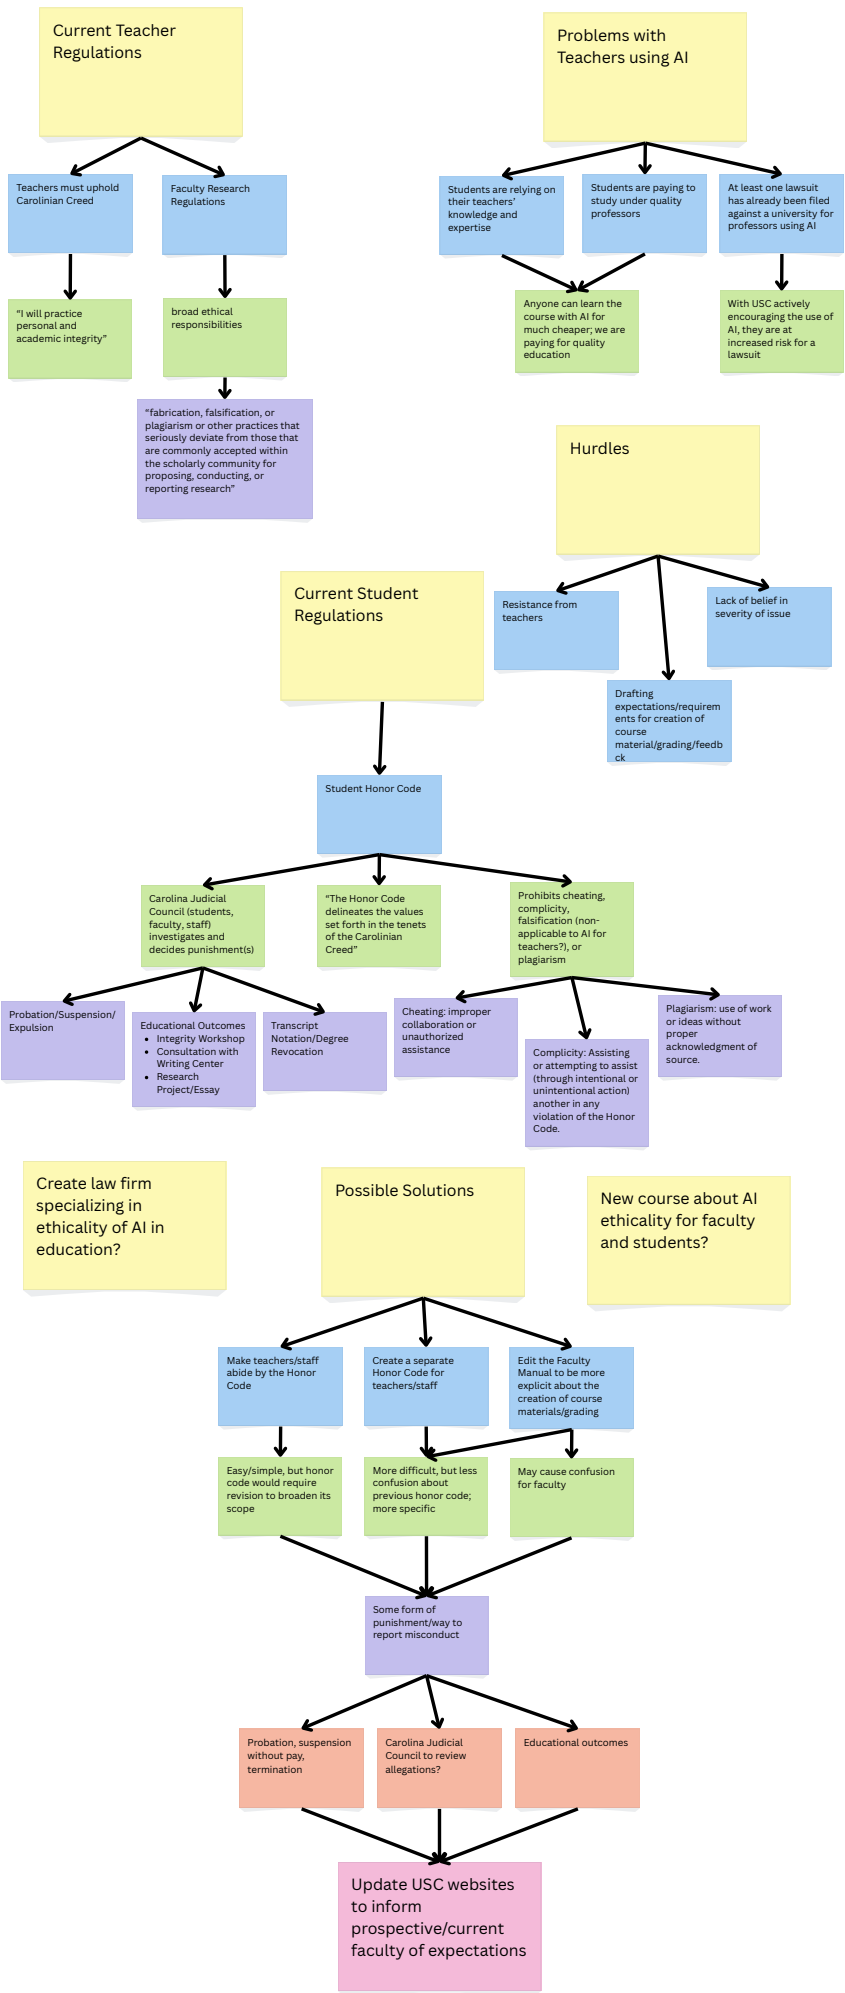 Current Teacher
Regulations
Problems with
Teachers using AI
Teachers must uphold
Carolinian Creed
Faculty Research
Regulations
Students are relying on
their teachers’
knowledge and
expertise
Students are paying to
study under quality
professors
At least one lawsuit
has already been filed
against a university for
professors using AI
“I will practice
personal and
academic integrity”
broad ethical
responsibilities
Anyone can learn the
course with AI for
much cheaper; we are
paying for quality
education
With USC actively
encouraging the use of
AI, they are at
increased risk for a
lawsuit
“fabrication, falsification, or
plagiarism or other practices that
seriously deviate from those that
are commonly accepted within
the scholarly community for
proposing, conducting, or
reporting research”
Hurdles
Resistance from
teachers
Lack of belief in
severity of issue
Drafting
expectations/requirem
ents for creation of
course
material/grading/feedb
ck
Current Student
Regulations
Student Honor Code
Carolina Judicial
Council (students,
faculty, staff)
investigates and
decides punishment(s)
“The Honor Code
delineates the values
set forth in the tenets
of the Carolinian
Creed”
Prohibits cheating,
complicity,
falsification (non-
applicable to AI for
teachers?), or
plagiarism
Probation/Suspension/
Expulsion
Educational Outcomes
• Integrity Workshop
• Consultation with
Writing Center
• Research
Project/Essay
Transcript
Notation/Degree
Revocation
Cheating: improper
collaboration or
unauthorized
assistance
Complicity: Assisting
or attempting to assist
(through intentional or
unintentional action)
another in any
violation of the Honor
Code.
Plagiarism: use of work
or ideas without
proper
acknowledgment of
source.
Create law firm
specializing in
ethicality of AI in
education?
Possible Solutions
New course about AI
ethicality for faculty
and students?
Make teachers/staff
abide by the Honor
Code
Create a separate
Honor Code for
teachers/staff
Edit the Faculty
Manual to be more
explicit about the
creation of course
materials/grading
Easy/simple, but honor
code would require
revision to broaden its
scope
More difficult, but less
confusion about
previous honor code;
more specific
May cause confusion
for faculty
Some form of
punishment/way to
report misconduct
Probation, suspension
without pay,
termination
Carolina Judicial
Council to review
allegations?
Educational outcomes
Update USC websites
to inform
prospective/current
faculty of expectations